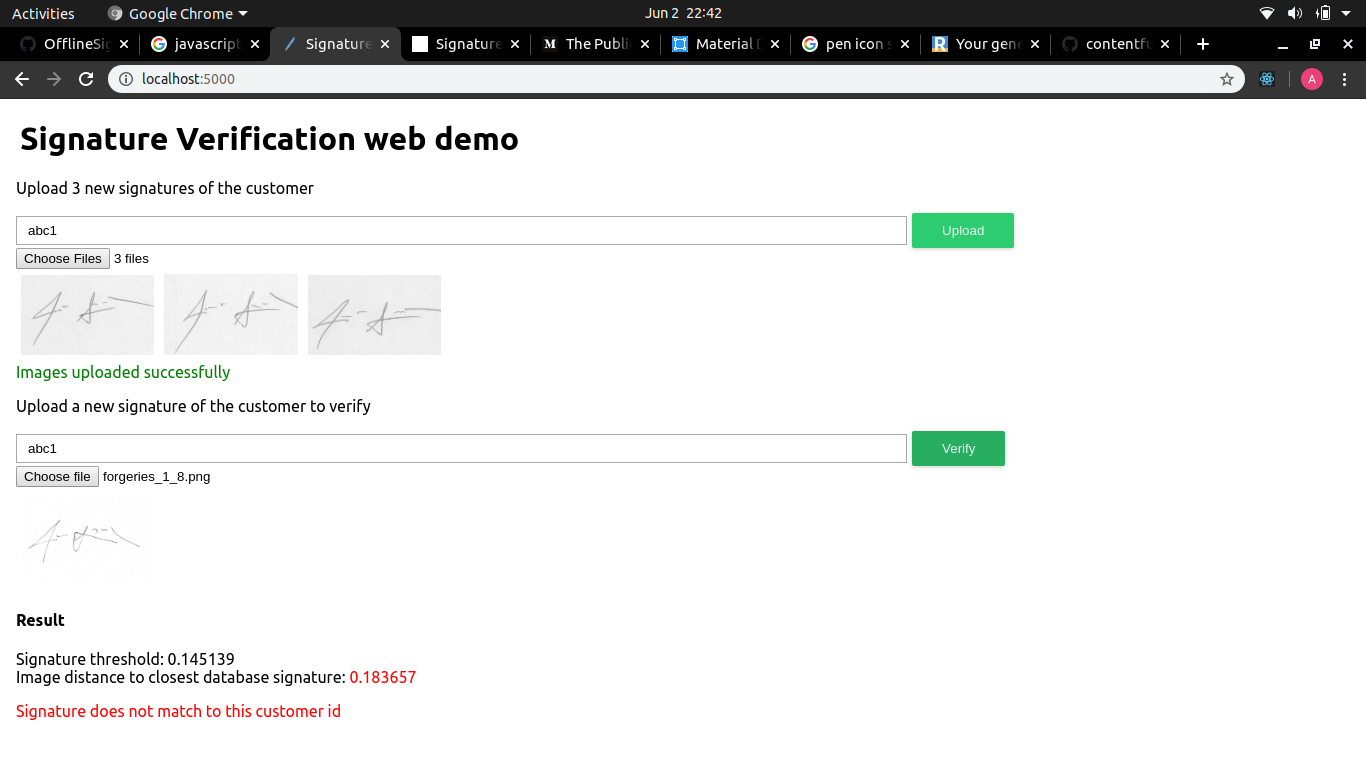 Activities
Google Chrome
Jun 2 22:42
OfflineSig
javascript
Signature
Signature
The Publi
Material D
pen icon s
Your gene
contentfu
localhost:5000
A
Signature Verification web demo
Upload 3 new signatures of the customer
abc1
Upload
Choose Files 3 files
Images uploaded successfully
Upload a new signature of the customer to verify
abc1
Verify
Choose file forgeries_1_8.png
Result
Signature threshold: 0.145139
Image distance to closest database signature: 0.183657
Signature does not match to this customer id